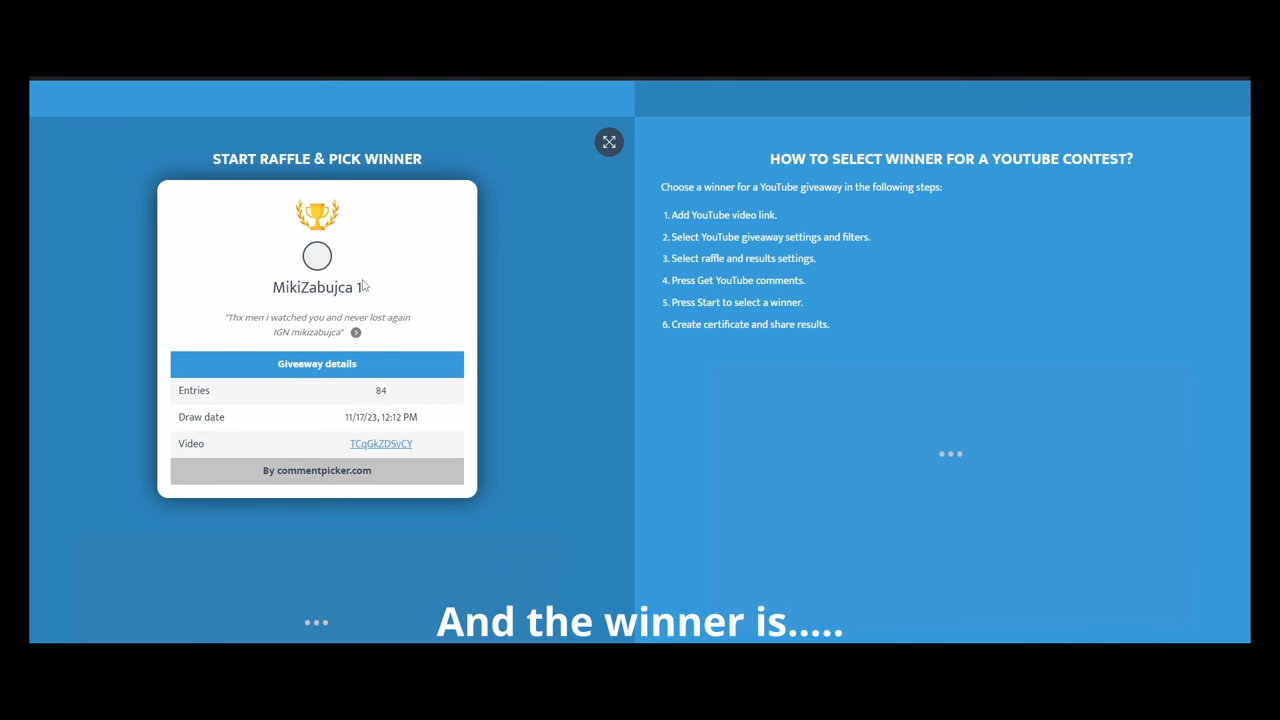 START RAFFLE & PICK WINNER
MikiZabujca 1
"Thx men i watched you and never lost again
IGN mikizabujca"
Giveaway details
Entries 84
Draw date 11/17/23, 12:12 PM
Video TCqGkZDSvCY
By commentpicker.com
HOW TO SELECT WINNER FOR A YOUTUBE CONTEST?
Choose a winner for a YouTube giveaway in the following steps:
1. Add YouTube video link.
2. Select YouTube giveaway settings and filters.
3. Select raffle and results settings.
4. Press Get YouTube comments.
5. Press Start to select a winner.
6. Create certificate and share results.
And the winner is.....